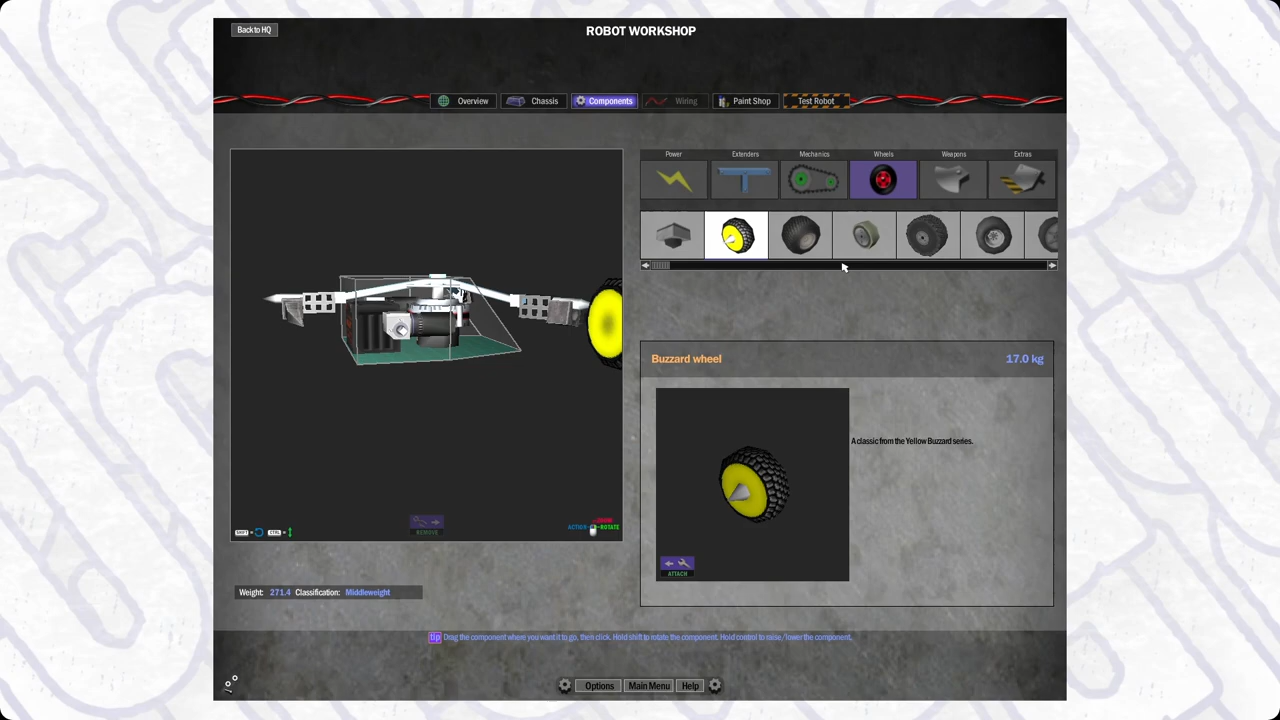 Back to HQ
ROBOT WORKSHOP
Overview
Chassis
Components
Wiring
Paint Shop
Test Robot
Power
Extenders
Mechanics
Wheels
Weapons
Extras
Buzzard wheel
17.0 kg
A classic from the Yellow Buzzard series.
REMOVE
SHIFT =
CTRL =
ACTION
ROTATE
ATTACH
Weight: 271.4 Classification: Middleweight
tip Drag the component where you want it to go, then click. Hold shift to rotate the component. Hold control to raise/lower the component.
Options
Main Menu
Help